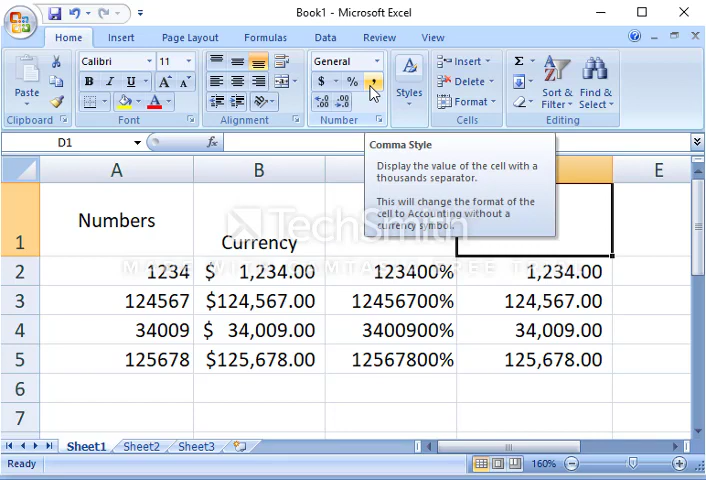 Book1 - Microsoft Excel
Home Insert Page Layout Formulas Data Review View
Calibri 11 General Insert
Paste B I U $ % , Styles Delete Sort & Filter Find & Select
Format
Clipboard Font Alignment Number Cells Editing
D1 fx
Comma Style
Display the value of the cell with a
thousands separator.
This will change the format of the
cell to Accounting without a
currency symbol.
A B E
1 Numbers Currency
TechSmith
MADE WITH CAMTASIA FREE
2 1234 $ 1,234.00 123400% 1,234.00
3 124567 $124,567.00 12456700% 124,567.00
4 34009 $ 34,009.00 3400900% 34,009.00
5 125678 $125,678.00 12567800% 125,678.00
6
7
Sheet1 Sheet2 Sheet3
Ready 160%